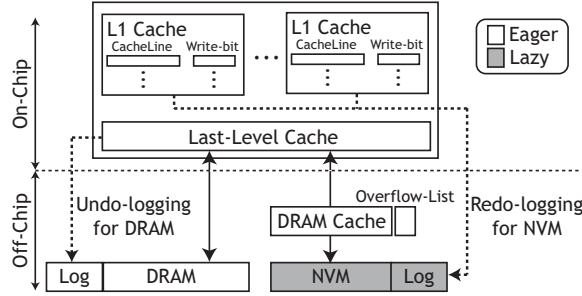 On-Chip
Off-Chip
L1 Cache
CacheLine Write-bit
L1 Cache
CacheLine Write-bit
Eager
Lazy
Last-Level Cache
Undo-logging
for DRAM
Overflow-List
DRAM Cache
Redo-logging
for NVM
Log
DRAM
NVM
Log